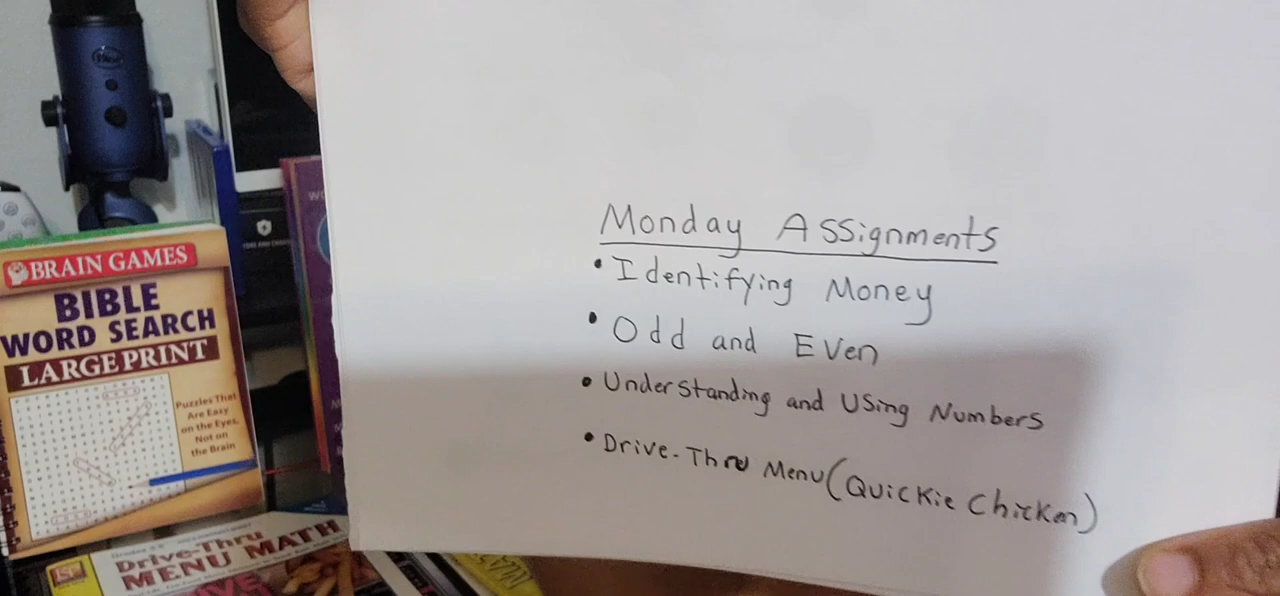 Monday Assignments
• Identifying Money
• Odd and Even
• Understanding and Using Numbers
• Drive-Thru Menu (Quickie Chicken)
BRAIN GAMES
BIBLE
WORD SEARCH
LARGE PRINT
Puzzles That
Are Easy
on the Eyes,
Not on
the Brain
Drive-Thru
MENU MATH